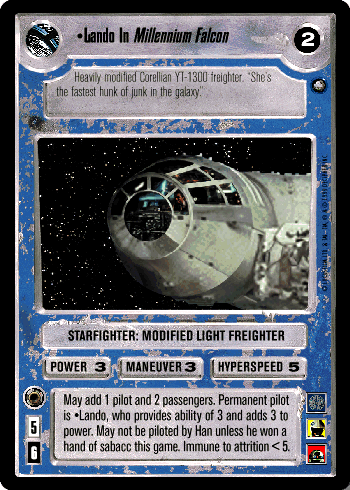 •Lando In Millennium Falcon
2
Heavily modified Corellian YT-1300 freighter. "She's
the fastest hunk of junk in the galaxy."
STARFIGHTER: MODIFIED LIGHT FREIGHTER
POWER 3 MANEUVER 3 HYPERSPEED 5
May add 1 pilot and 2 passengers. Permanent pilot
is •Lando, who provides ability of 3 and adds 3 to
power. May not be piloted by Han unless he won a
hand of sabacc this game. Immune to attrition < 5.
5
6